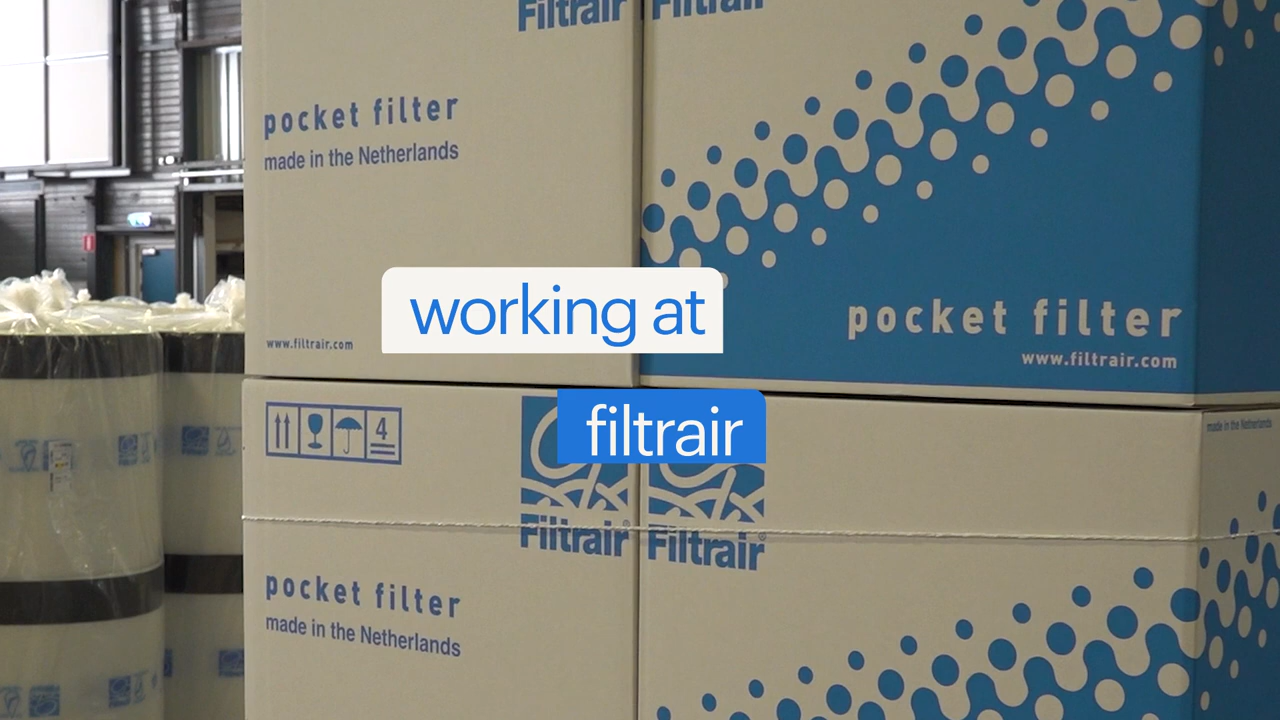 Filtrair
Filtrair
pocket filter
made in the Netherlands
www.filtrair.com
pocket filter
www.filtrair.com
working at
filtrair
4
made in the Netherlands
Filtrair®
Filtrair®
pocket filter
made in the Netherlands